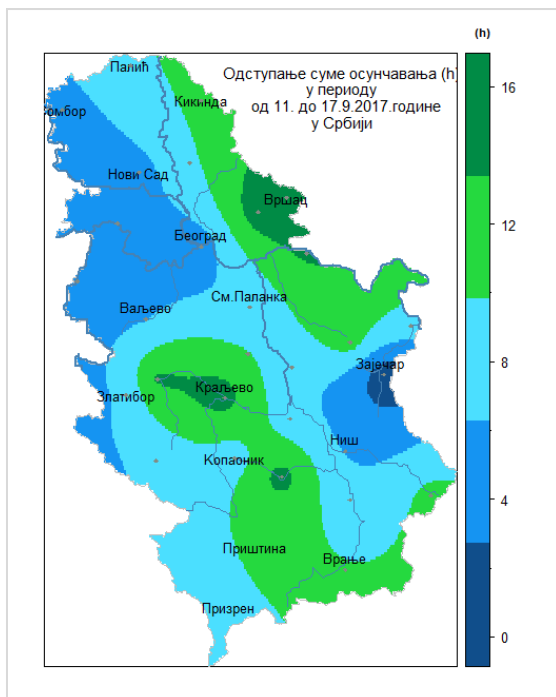 (h)
Одступање суме осунчавања (h)
у периоду
од 11. до 17.9.2017.године
у Србији
Палић
Кикинда
омбор
Нови Сад
Вршац
Београд
См.Паланка
Ваљево
Зајечар
Краљево
Златибор
Ниш
Копаоник
Приштина
Врање
Призрен
16
12
8
4
0